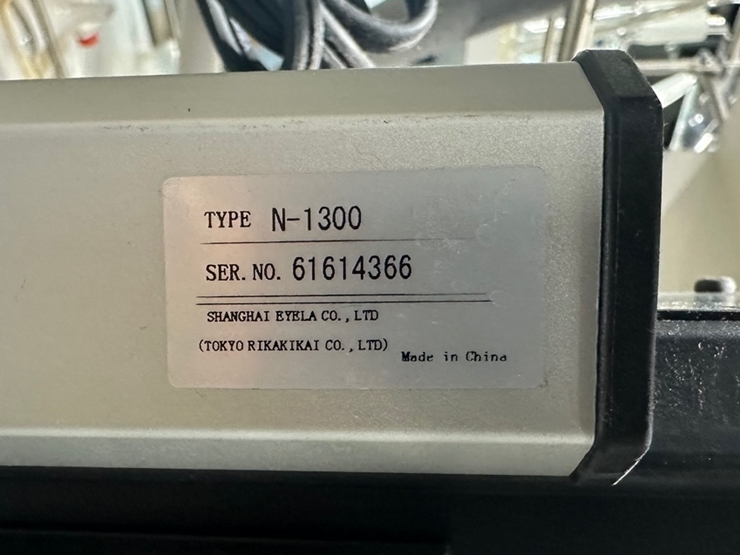 TYPE N-1300
SER. NO. 61614366
SHANGHAI EYELA CO., LTD
(TOKYO RIKAKIKAI CO., LTD)
Made in China